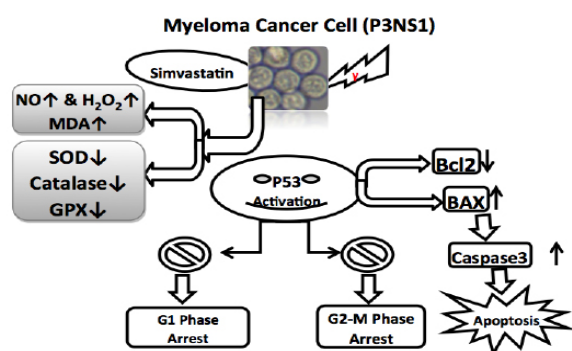 Myeloma Cancer Cell (P3NS1)
Simvastatin
γ
NO↑ & H₂O₂↑
MDA↑
SOD↓
Catalase↓
GPX↓
P53
Activation
Bcl2↓
BAX↑
Caspase3 ↑
Apoptosis
G1 Phase
Arrest
G2-M Phase
Arrest